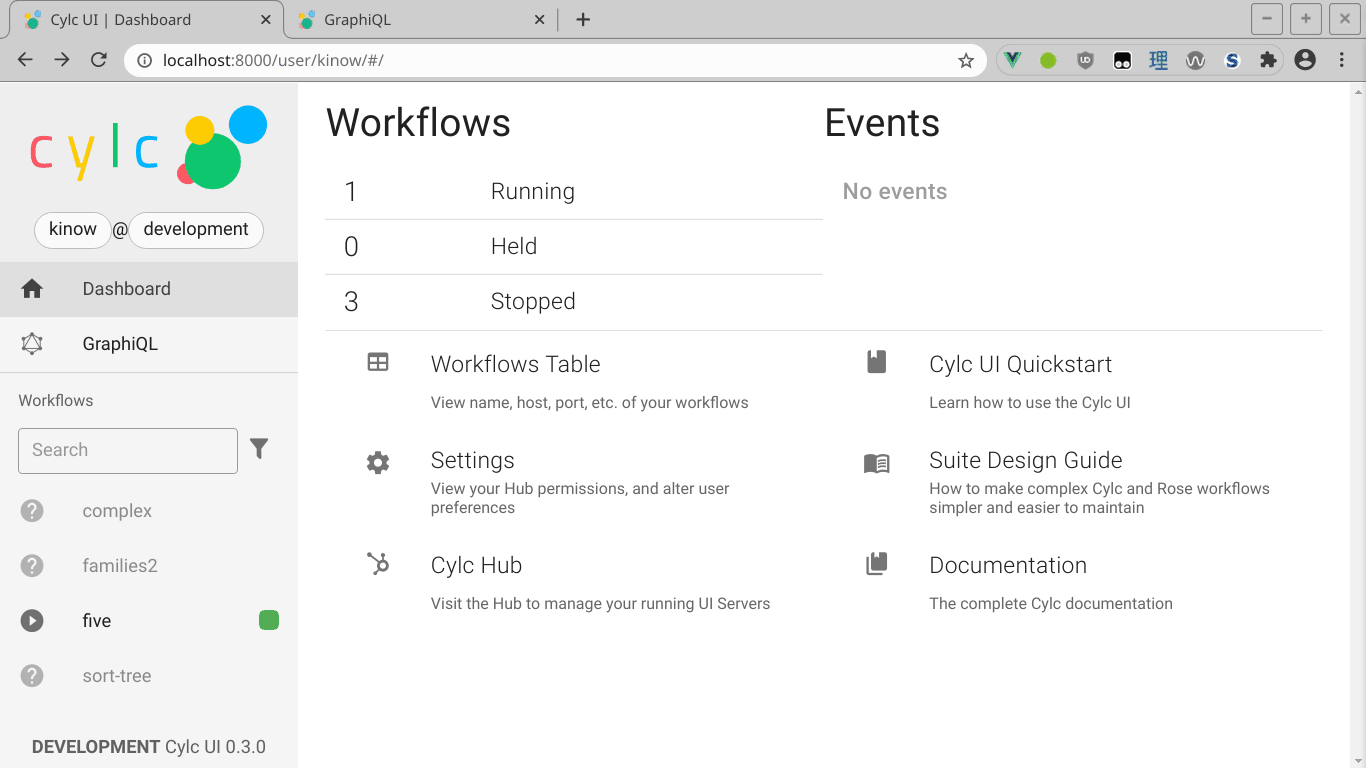 Cylc UI | Dashboard
GraphiQL
localhost:8000/user/kinow/#/
理
S
cylc
kinow@development
Dashboard
GraphiQL
Workflows
Search
complex
families2
five
sort-tree
DEVELOPMENT Cylc UI 0.3.0
Workflows
1 Running
0 Held
3 Stopped
Events
No events
Workflows Table
View name, host, port, etc. of your workflows
Settings
View your Hub permissions, and alter user
preferences
Cylc Hub
Visit the Hub to manage your running UI Servers
Cylc UI Quickstart
Learn how to use the Cylc UI
Suite Design Guide
How to make complex Cylc and Rose workflows
simpler and easier to maintain
Documentation
The complete Cylc documentation